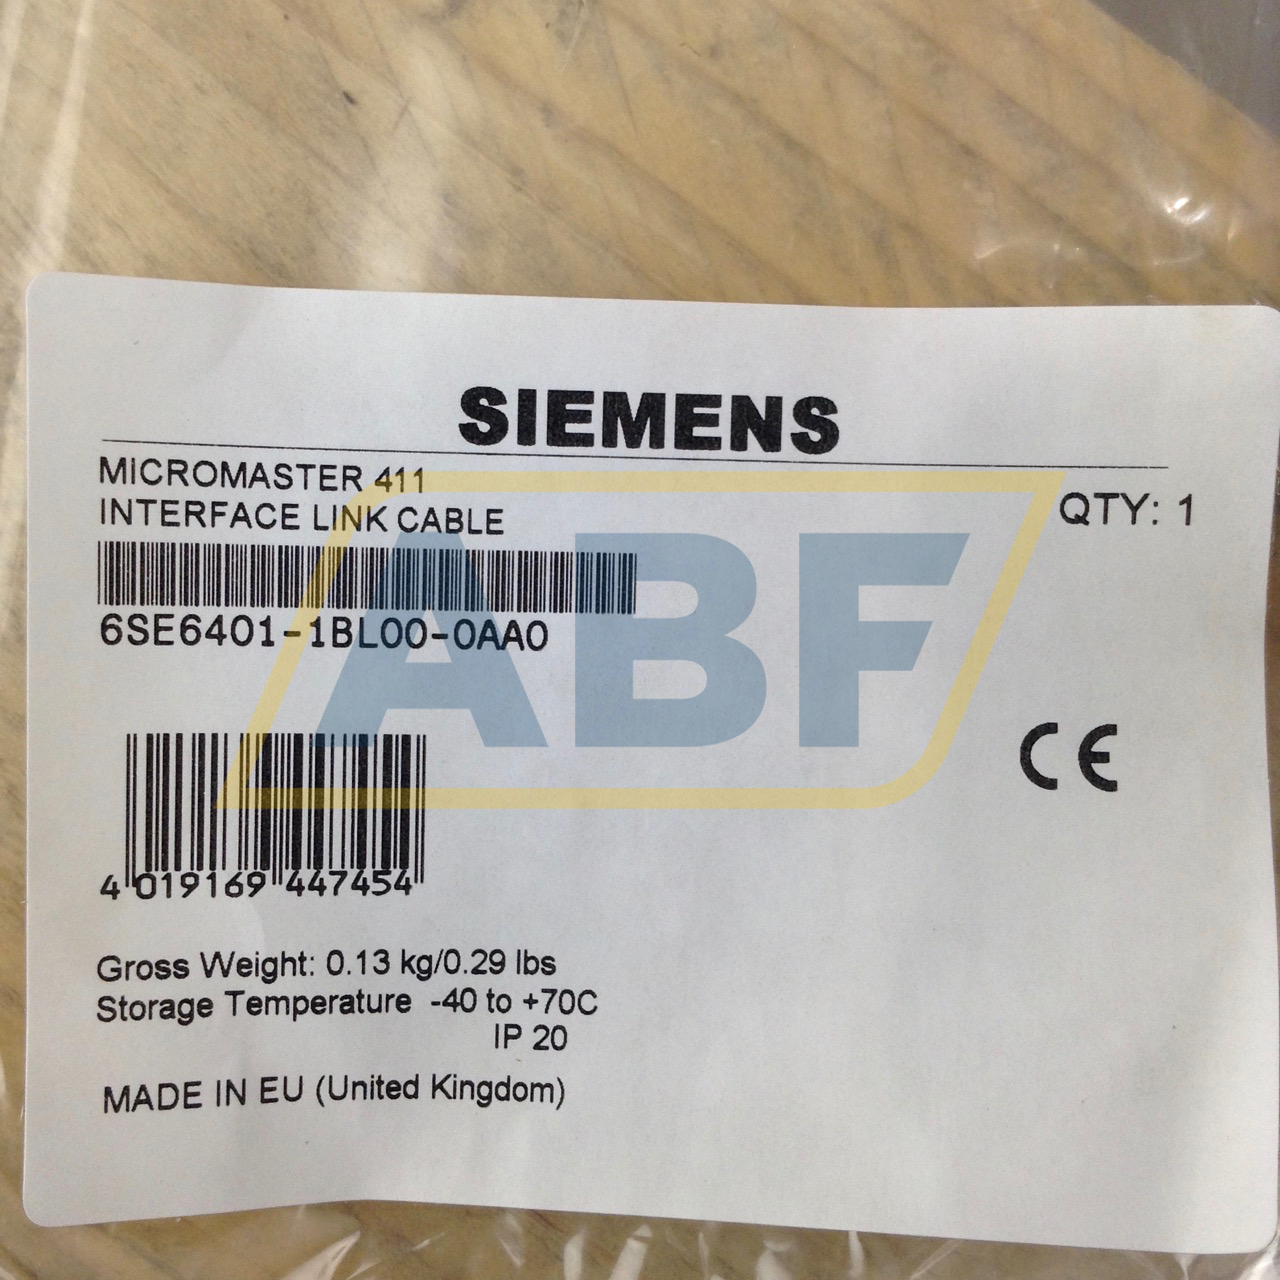 SIEMENS
MICROMASTER 411
INTERFACE LINK CABLE
QTY: 1
6SE6401-1BL00-0AA0
ABF
CE
4 019169 447454
Gross Weight: 0.13 kg/0.29 lbs
Storage Temperature -40 to +70C
IP 20
MADE IN EU (United Kingdom)